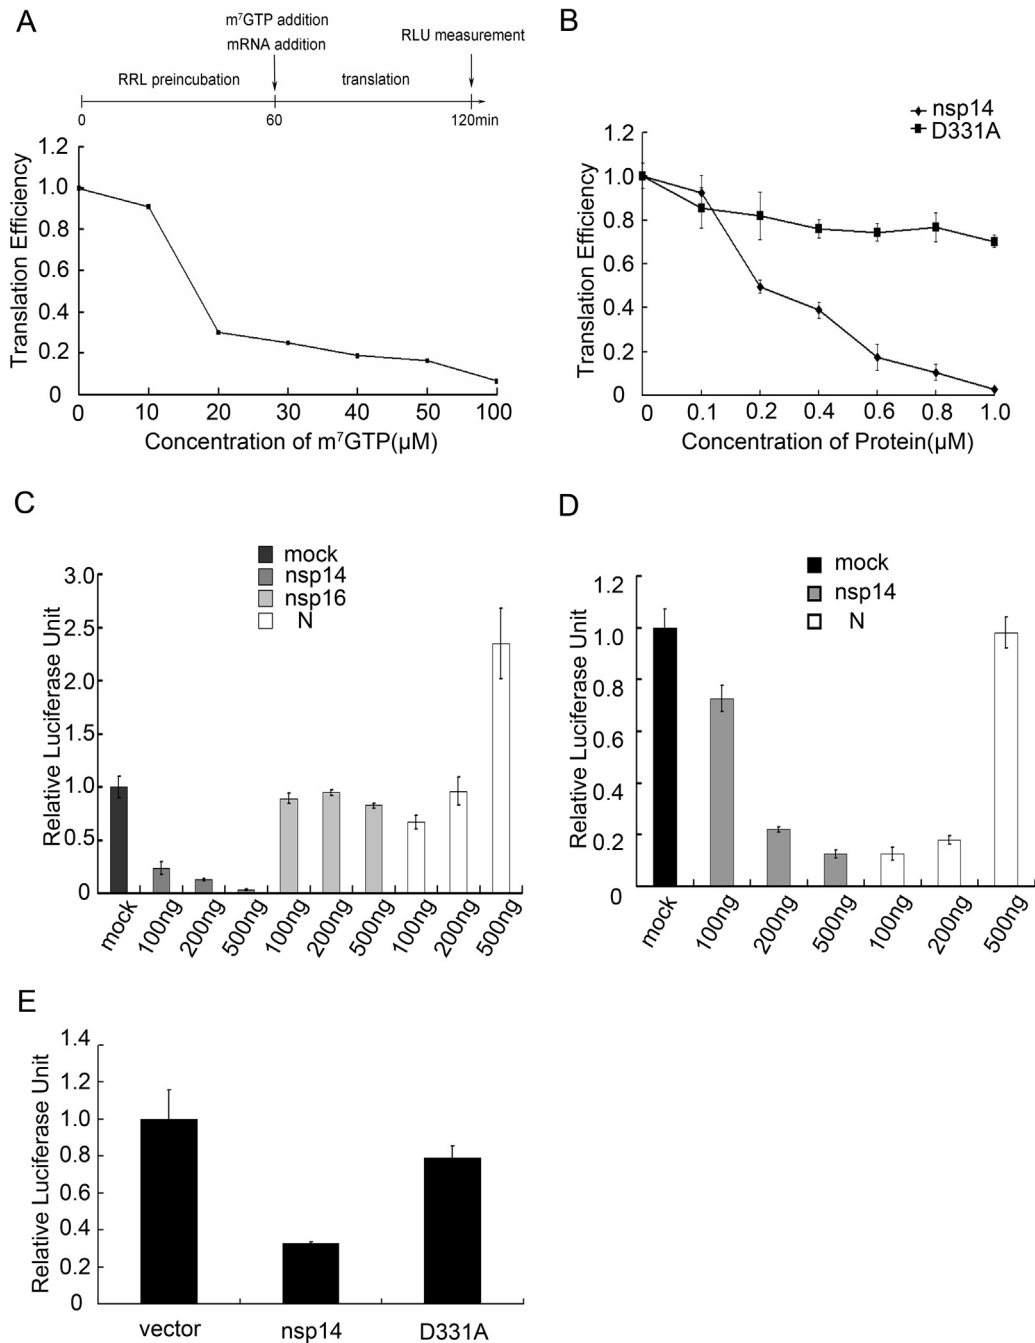 A
m⁷GTP addition
mRNA addition
RLU measurement
RRL preincubation
translation
0
60
120min
Translation Efficiency
1.2
1.0
0.8
0.6
0.4
0.2
0
0 10 20 30 40 50 100
Concentration of m⁷GTP(μM)
B
nsp14
D331A
Translation Efficiency
1.2
1.0
0.8
0.6
0.4
0.2
0
0 0.1 0.2 0.4 0.6 0.8 1.0
Concentration of Protein(μM)
C
mock
nsp14
nsp16
N
Relative Luciferase Unit
3.0
2.5
2.0
1.5
1.0
0.5
0
mock 100ng 200ng 500ng 100ng 200ng 500ng 100ng 200ng 500ng
D
mock
nsp14
N
Relative Luciferase Unit
1.2
1.0
0.8
0.6
0.4
0.2
0
mock 100ng 200ng 500ng 100ng 200ng 500ng
E
Relative Luciferase Unit
1.4
1.2
1.0
0.8
0.6
0.4
0.2
0
vector nsp14 D331A